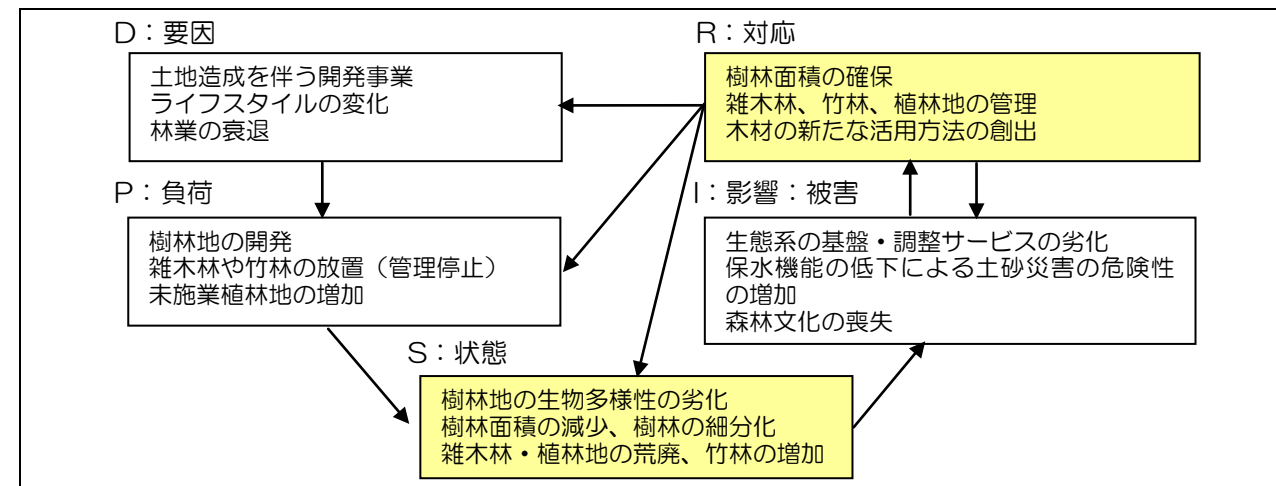 D：要因
土地造成を伴う開発事業
ライフスタイルの変化
林業の衰退
R：対応
樹林面積の確保
雑木林、竹林、植林地の管理
木材の新たな活用方法の創出
P：負荷
樹林地の開発
雑木林や竹林の放置（管理停止）
未施業植林地の増加
I：影響：被害
生態系の基盤・調整サービスの劣化
保水機能の低下による土砂災害の危険性
の増加
森林文化の喪失
S：状態
樹林地の生物多様性の劣化
樹林面積の減少、樹林の細分化
雑木林・植林地の荒廃、竹林の増加